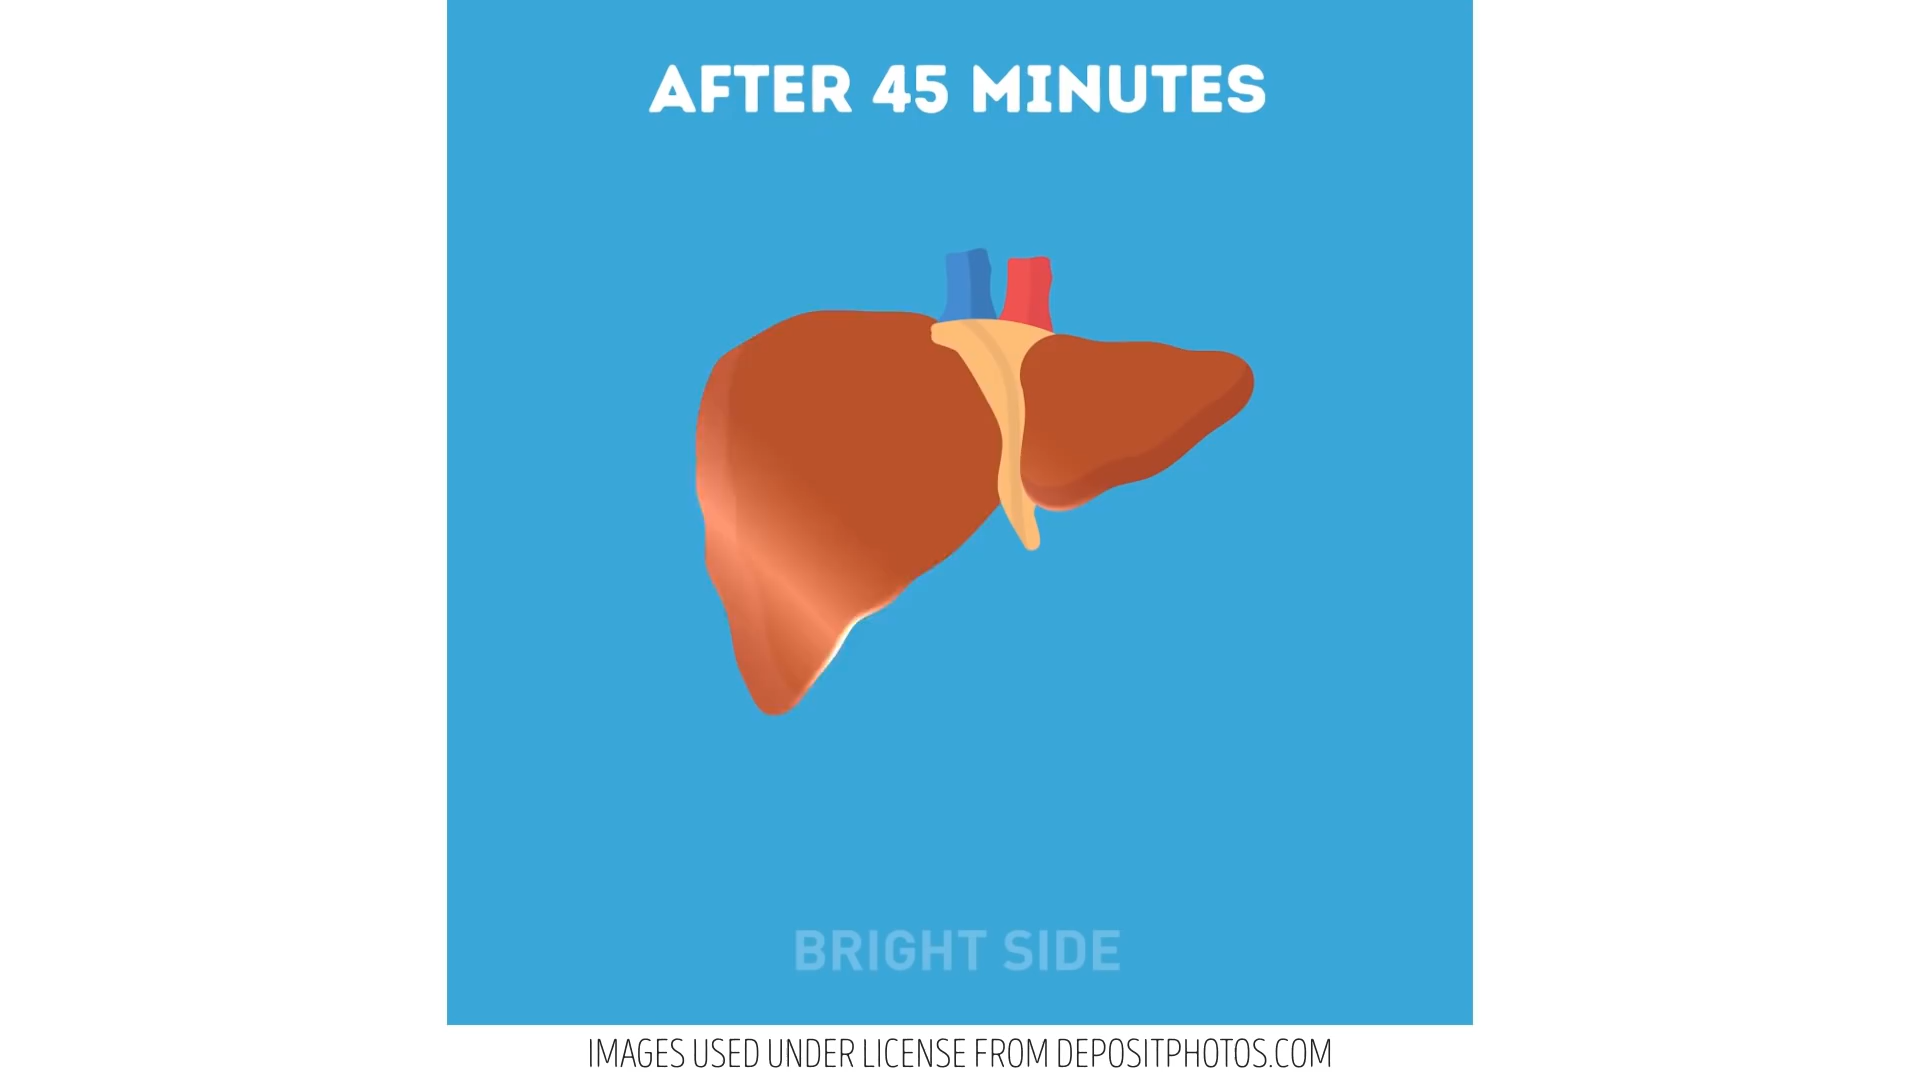 AFTER 45 MINUTES
BRIGHT SIDE
IMAGES USED UNDER LICENSE FROM DEPOSITPHOTOS.COM